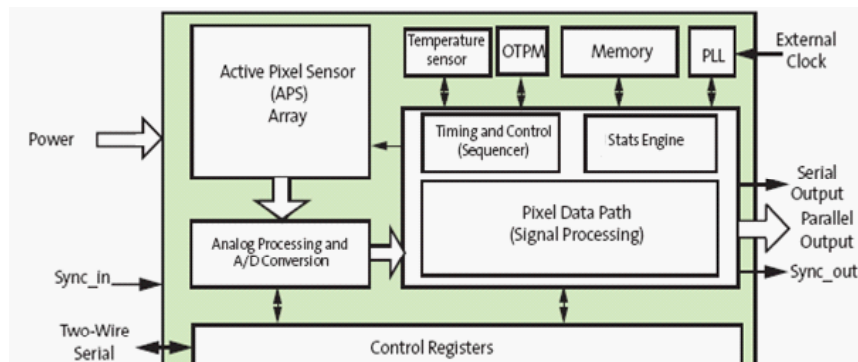 Power
Sync_in
Two-Wire
Serial
Active Pixel Sensor
(APS)
Array
Analog Processing and
A/D Conversion
Temperature
sensor
OTPM
Memory
PLL
External
Clock
Timing and Control
(Sequencer)
Stats Engine
Pixel Data Path
(Signal Processing)
Serial
Output
Parallel
Output
Sync_out
Control Registers